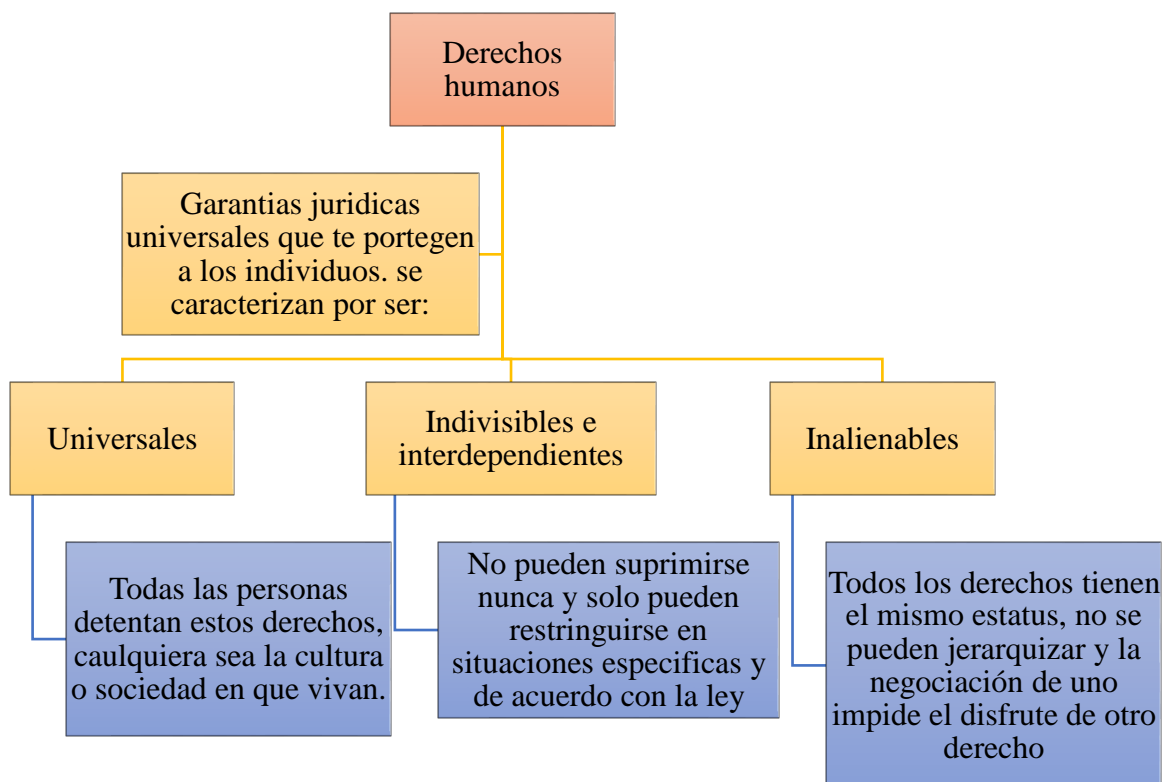 Derechos
humanos
Garantias juridicas
universales que te portegen
a los individuos. se
caracterizan por ser:
Universales
Indivisibles e
interdependientes
Inalienables
Todas las personas
detentan estos derechos,
caulquiera sea la cultura
o sociedad en que vivan.
No pueden suprimirse
nunca y solo pueden
restringuirse en
situaciones especificas y
de acuerdo con la ley
Todos los derechos tienen
el mismo estatus, no se
pueden jerarquizar y la
negociación de uno
impide el disfrute de otro
derecho